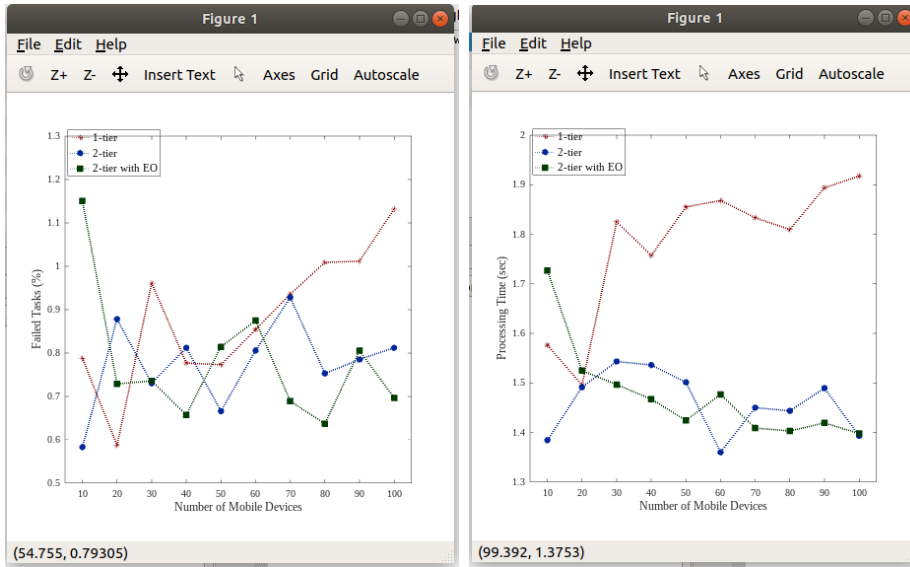 Figure 1
File Edit Help
Z+ Z- Insert Text Axes Grid Autoscale
1.3
1.2
1.1
1
0.9
0.8
0.7
0.6
0.5
Failed Tasks (%)
1-tier
2-tier
2-tier with EO
10 20 30 40 50 60 70 80 90 100
Number of Mobile Devices
(54.755, 0.79305)
Figure 1
File Edit Help
Z+ Z- Insert Text Axes Grid Autoscale
2
1.9
1.8
1.7
1.6
1.5
1.4
1.3
Processing Time (sec)
1-tier
2-tier
2-tier with EO
10 20 30 40 50 60 70 80 90 100
Number of Mobile Devices
(99.392, 1.3753)